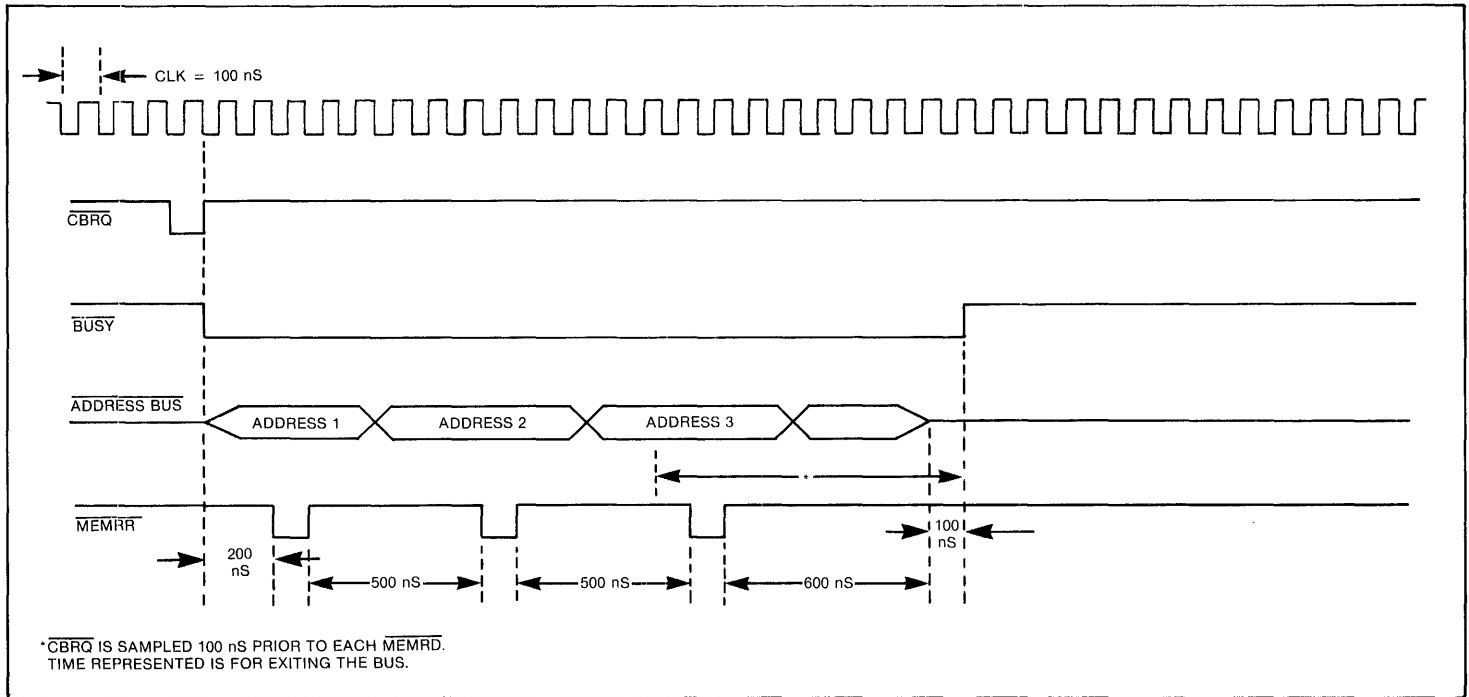 CLK = 100 nS
CBRQ
BUSY
ADDRESS BUS
ADDRESS 1 ADDRESS 2 ADDRESS 3
*
MEMRR
200 nS
500 nS 500 nS 600 nS
100 nS
*CBRQ IS SAMPLED 100 nS PRIOR TO EACH MEMRD.
TIME REPRESENTED IS FOR EXITING THE BUS.